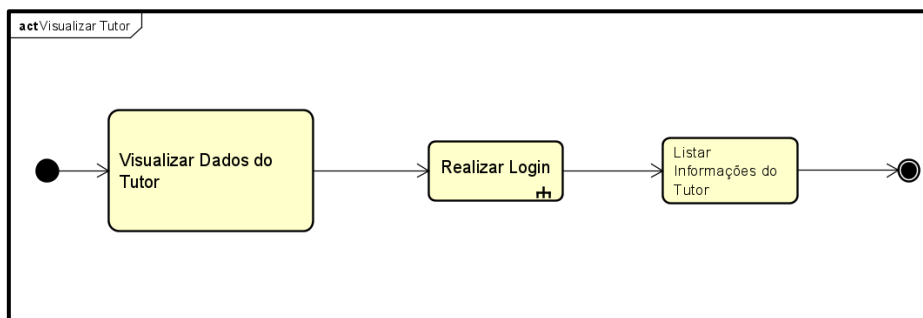 act Visualizar Tutor
Visualizar Dados do
Tutor
Realizar Login
Listar
Informações do
Tutor